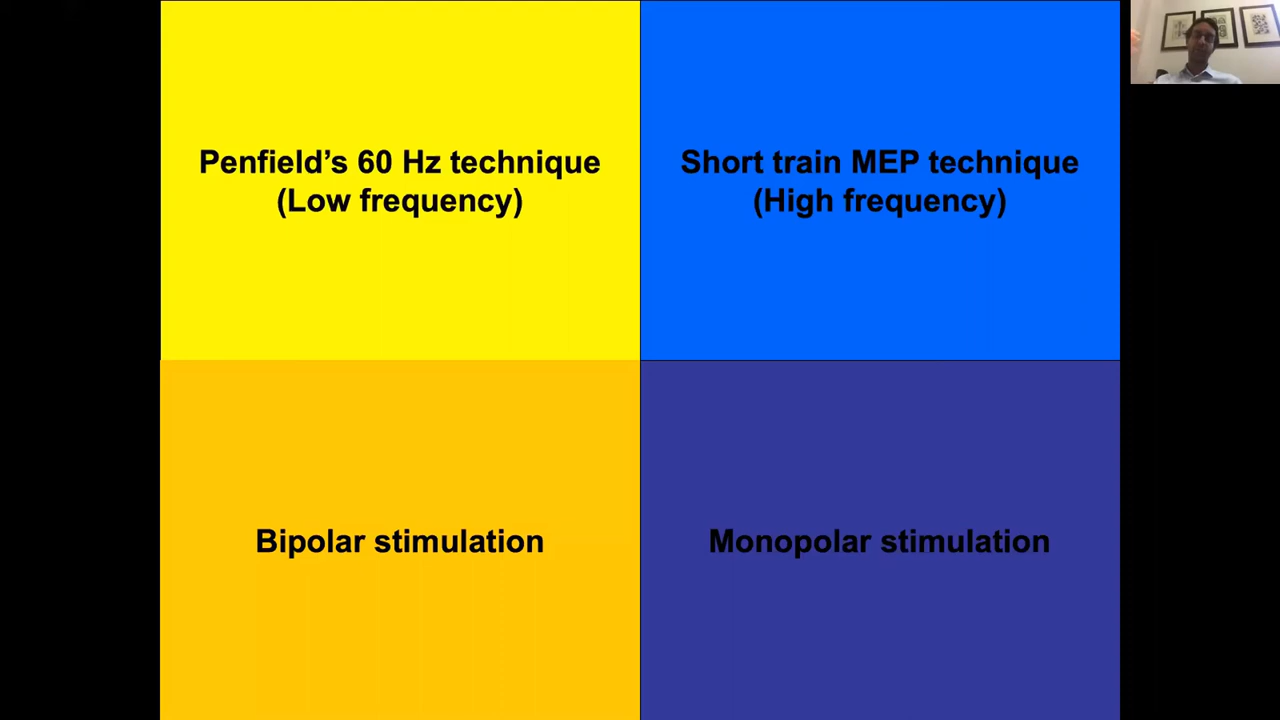 Penfield’s 60 Hz technique
(Low frequency)
Short train MEP technique
(High frequency)
Bipolar stimulation
Monopolar stimulation